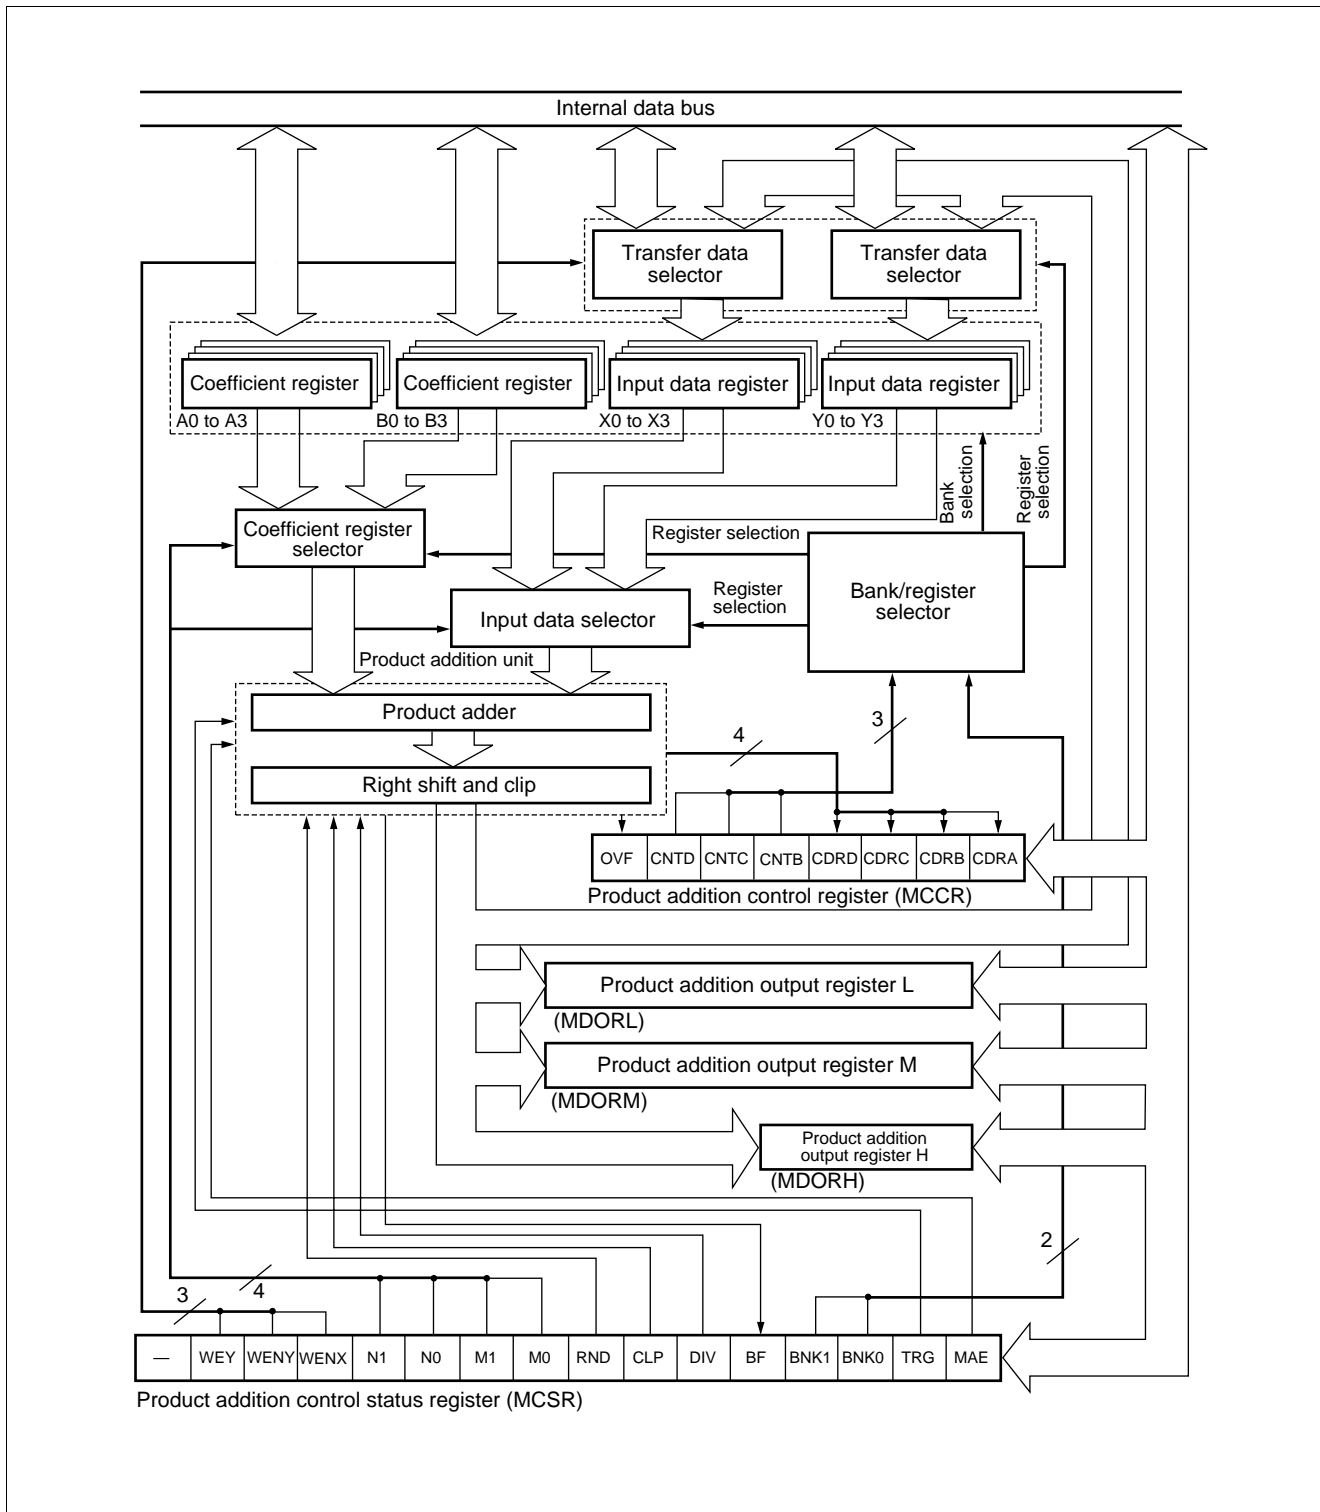 Internal data bus
Transfer data
selector
Transfer data
selector
Coefficient register
Coefficient register
Input data register
Input data register
A0 to A3
B0 to B3
X0 to X3
Y0 to Y3
Bank
selection
Register
selection
Coefficient register
selector
Register selection
Bank/register
selector
Register
selection
Input data selector
Product addition unit
Product adder
3
4
Right shift and clip
OVF CNTD CNTC CNTB CDRD CDRC CDRB CDRA
Product addition control register (MCCR)
Product addition output register L
(MDORL)
Product addition output register M
(MDORM)
Product addition
output register H
(MDORH)
2
4
3
— WEY WENY WENX N1 N0 M1 M0 RND CLP DIV BF BNK1 BNK0 TRG MAE
Product addition control status register (MCSR)